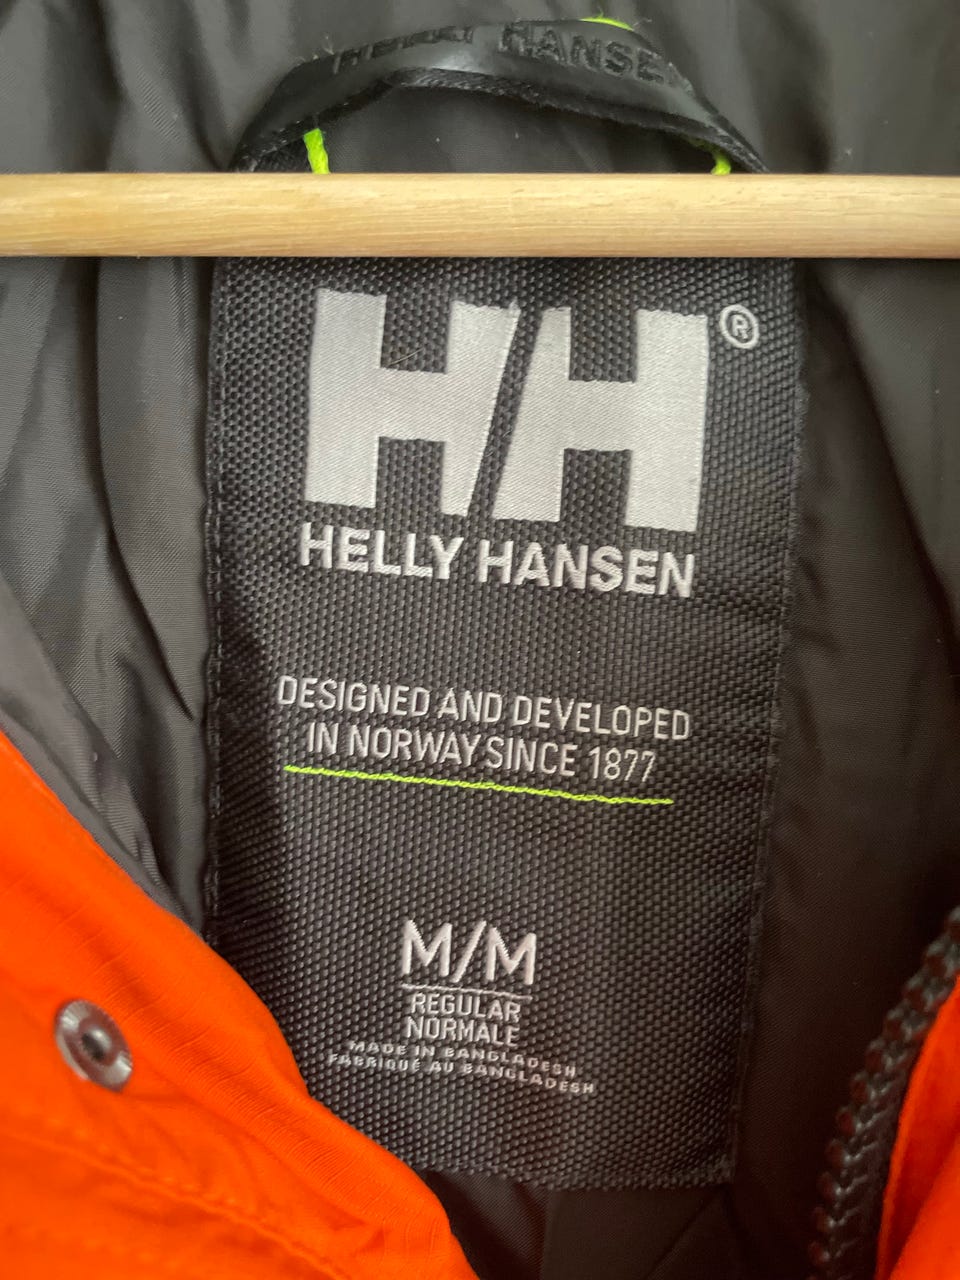 HELLY HANSEN
HH®
HELLY HANSEN
DESIGNED AND DEVELOPED
IN NORWAY SINCE 1877
M/M
REGULAR
NORMALE
MADE IN BANGLADESH
FABRIQUÉ AU BANGLADESH